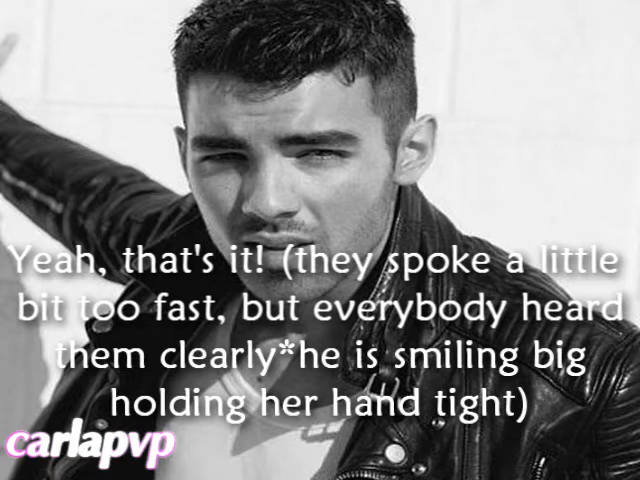 Yeah, that's it! (they spoke a little
bit too fast, but everybody heard
them clearly*he is smiling big
holding her hand tight)
carlapvp